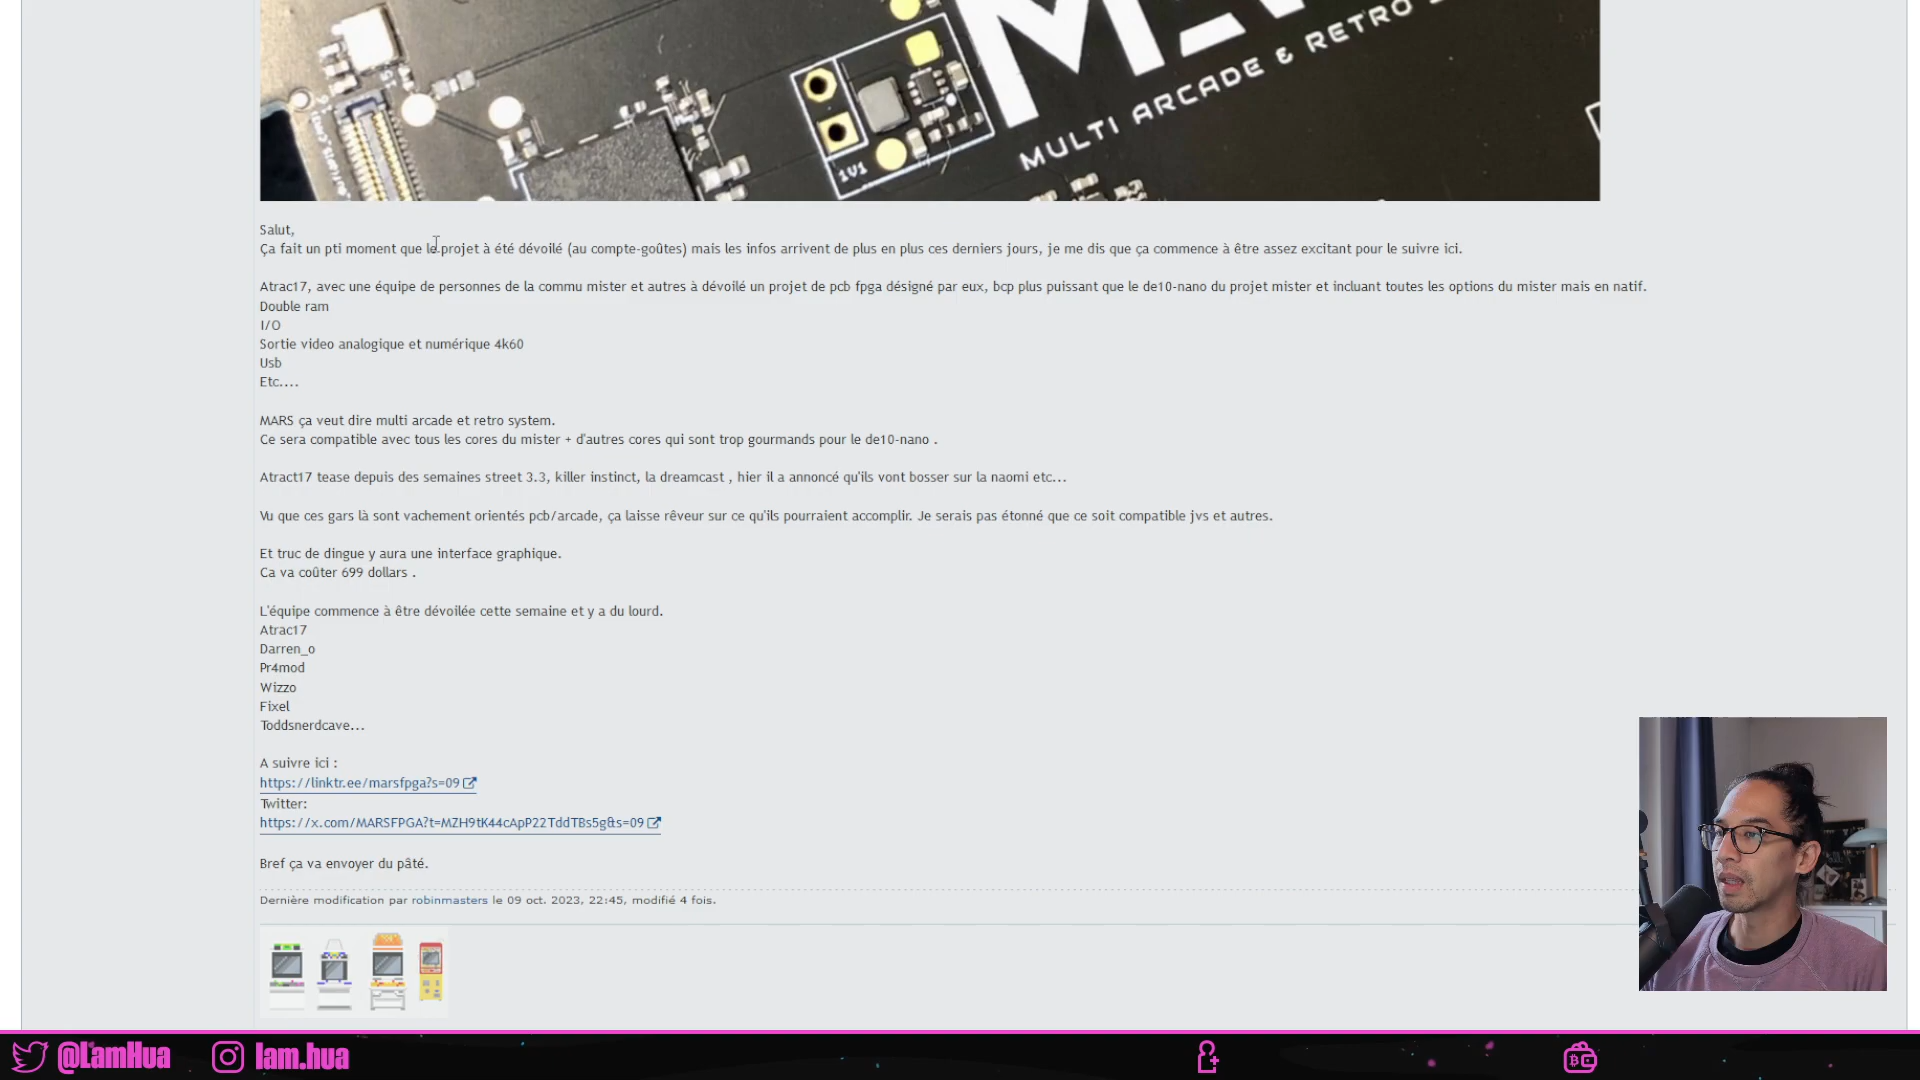 MULTI ARCADE & RETRO
1V1
Salut,
Ça fait un pti moment que le projet à été dévoilé (au compte-goûtes) mais les infos arrivent de plus en plus ces derniers jours, je me dis que ça commence à être assez excitant pour le suivre ici.
Atrac17, avec une équipe de personnes de la commu mister et autres à dévoilé un projet de pcb fpga désigné par eux, bcp plus puissant que le de10-nano du projet mister et incluant toutes les options du mister mais en natif.
Double ram
I/O
Sortie video analogique et numérique 4k60
Usb
Etc....
MARS ça veut dire multi arcade et retro system.
Ce sera compatible avec tous les cores du mister + d'autres cores qui sont trop gourmands pour le de10-nano .
Atract17 tease depuis des semaines street 3.3, killer instinct, la dreamcast , hier il a annoncé qu'ils vont bosser sur la naomi etc...
Vu que ces gars là sont vachement orientés pcb/arcade, ça laisse rêveur sur ce qu'ils pourraient accomplir. Je serais pas étonné que ce soit compatible jvs et autres.
Et truc de dingue y aura une interface graphique.
Ca va coûter 699 dollars .
L'équipe commence à être dévoilée cette semaine et y a du lourd.
Atrac17
Darren_o
Pr4mod
Wizzo
Fixel
Toddsnerdcave...
A suivre ici :
https://linktr.ee/marsfpga?s=09
Twitter:
https://x.com/MARSFPGA?t=MZH9tK44cApP22TddTBs5g&s=09
Bref ça va envoyer du pâté.
Dernière modification par robinmasters le 09 oct. 2023, 22:45, modifié 4 fois.
@LamHua
lam.hua